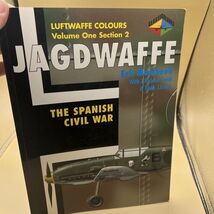 LUFTWAFFE COLOURS
Volume One Section 2
JAGDWAFFE
THE SPANISH
CIVIL WAR